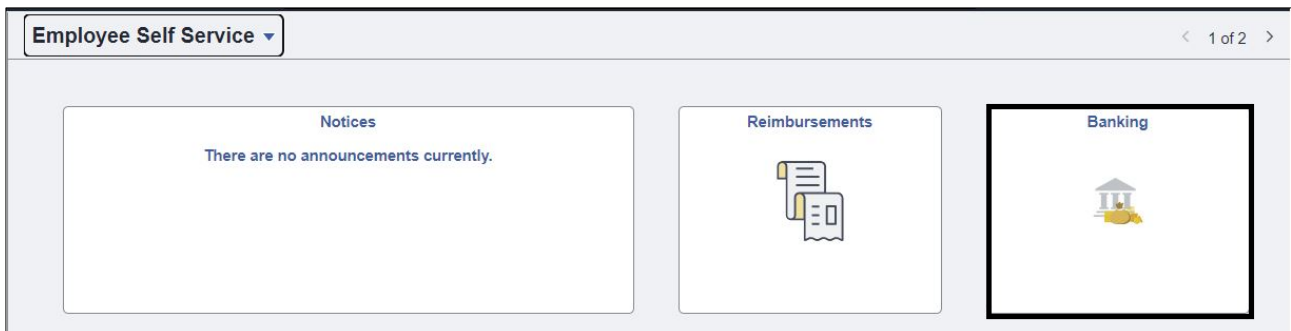 Employee Self Service
1 of 2
Notices
There are no announcements currently.
Reimbursements
Banking